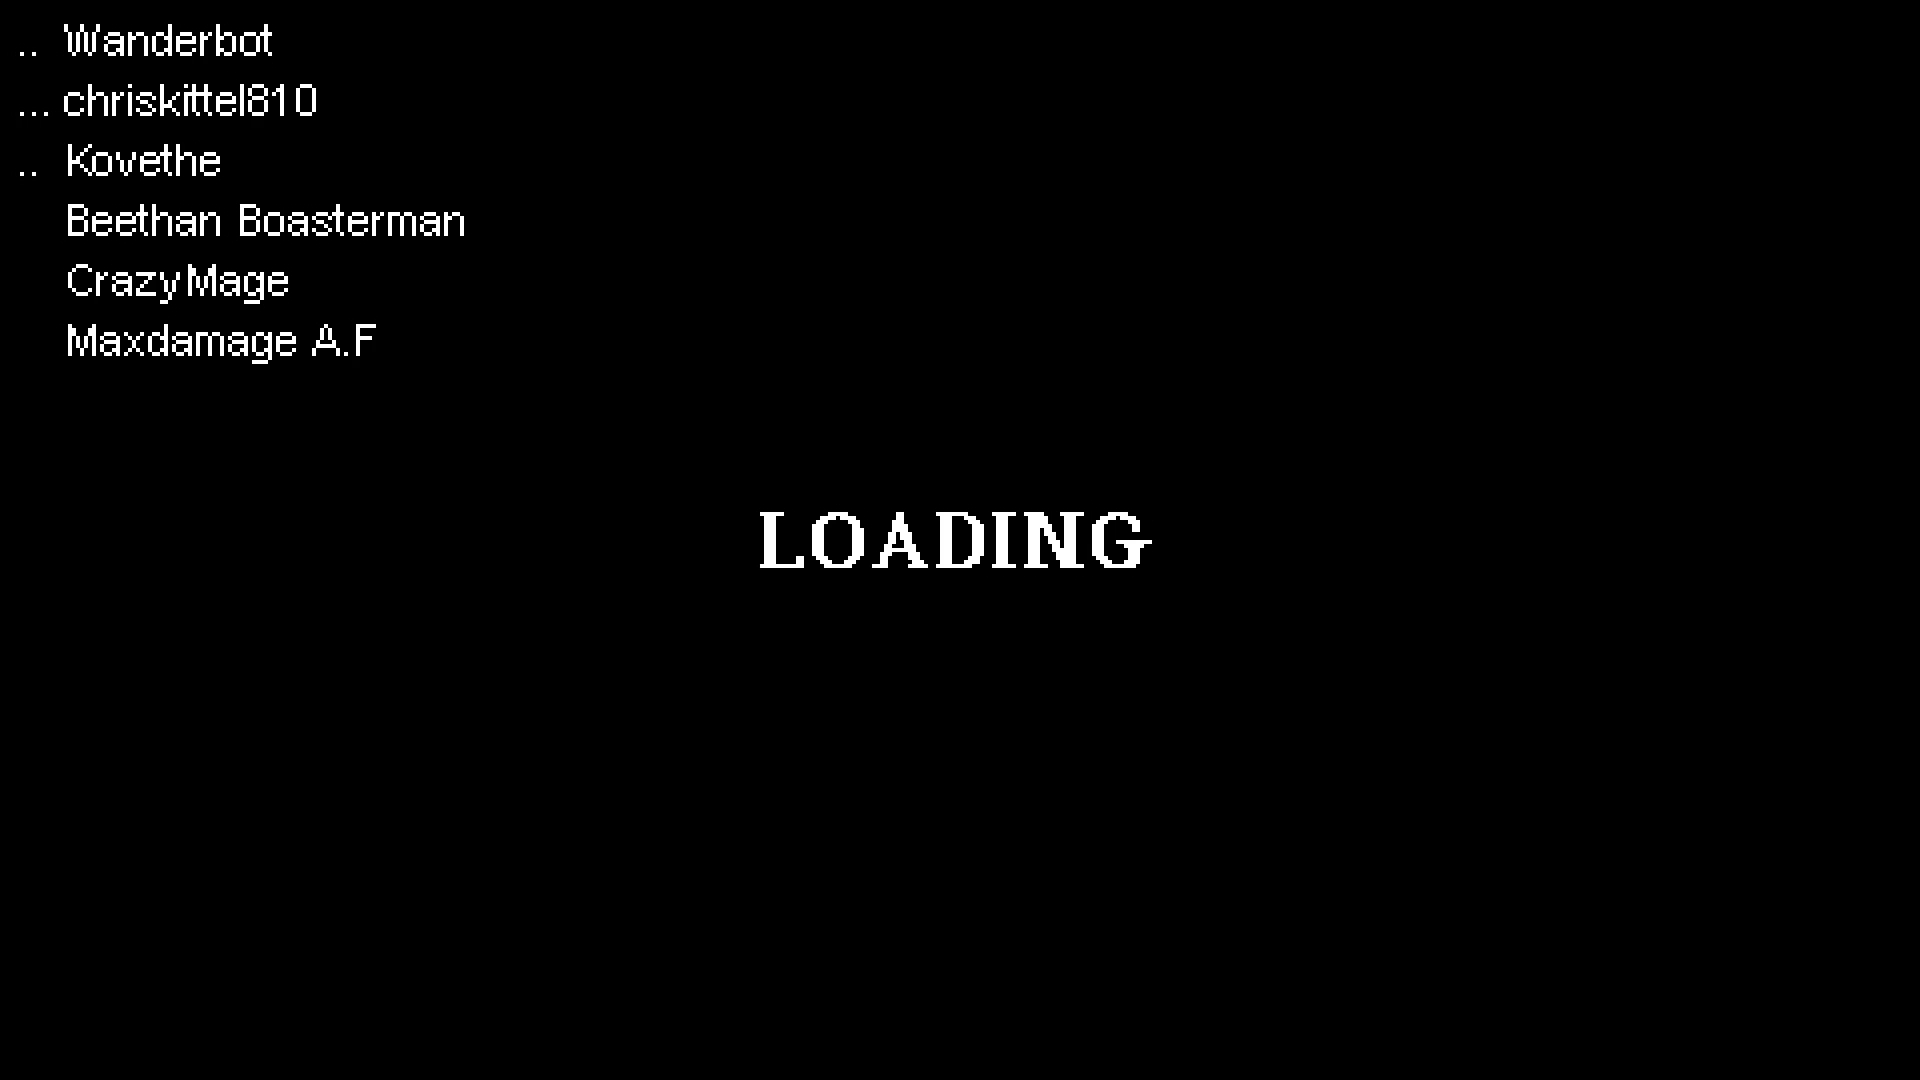 .. Wanderbot
... chriskittel810
.. Kovethe
Beethan Boasterman
CrazyMage
Maxdamage A.F
LOADING